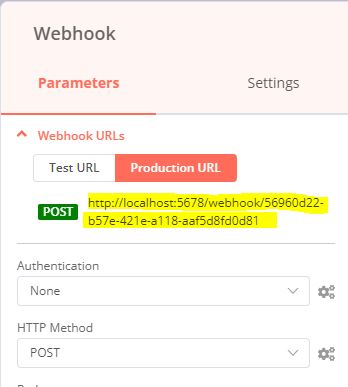 Webhook
Parameters Settings
Webhook URLs
Test URL Production URL
POST http://localhost:5678/webhook/56960d22-
b57e-421e-a118-aaf5d8fd0d81
Authentication
None
HTTP Method
POST